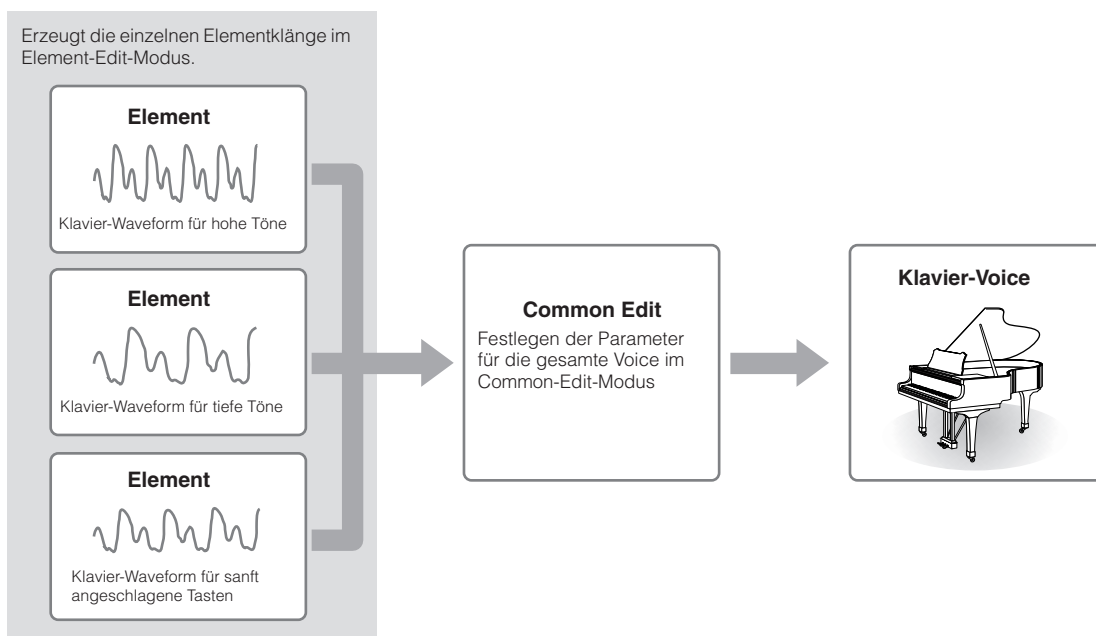 Erzeugt die einzelnen Elementklänge im
Element-Edit-Modus.
Element
Klavier-Waveform für hohe Töne
Element
Klavier-Waveform für tiefe Töne
Element
Klavier-Waveform für sanft
angeschlagene Tasten
Common Edit
Festlegen der Parameter
für die gesamte Voice im
Common-Edit-Modus
Klavier-Voice